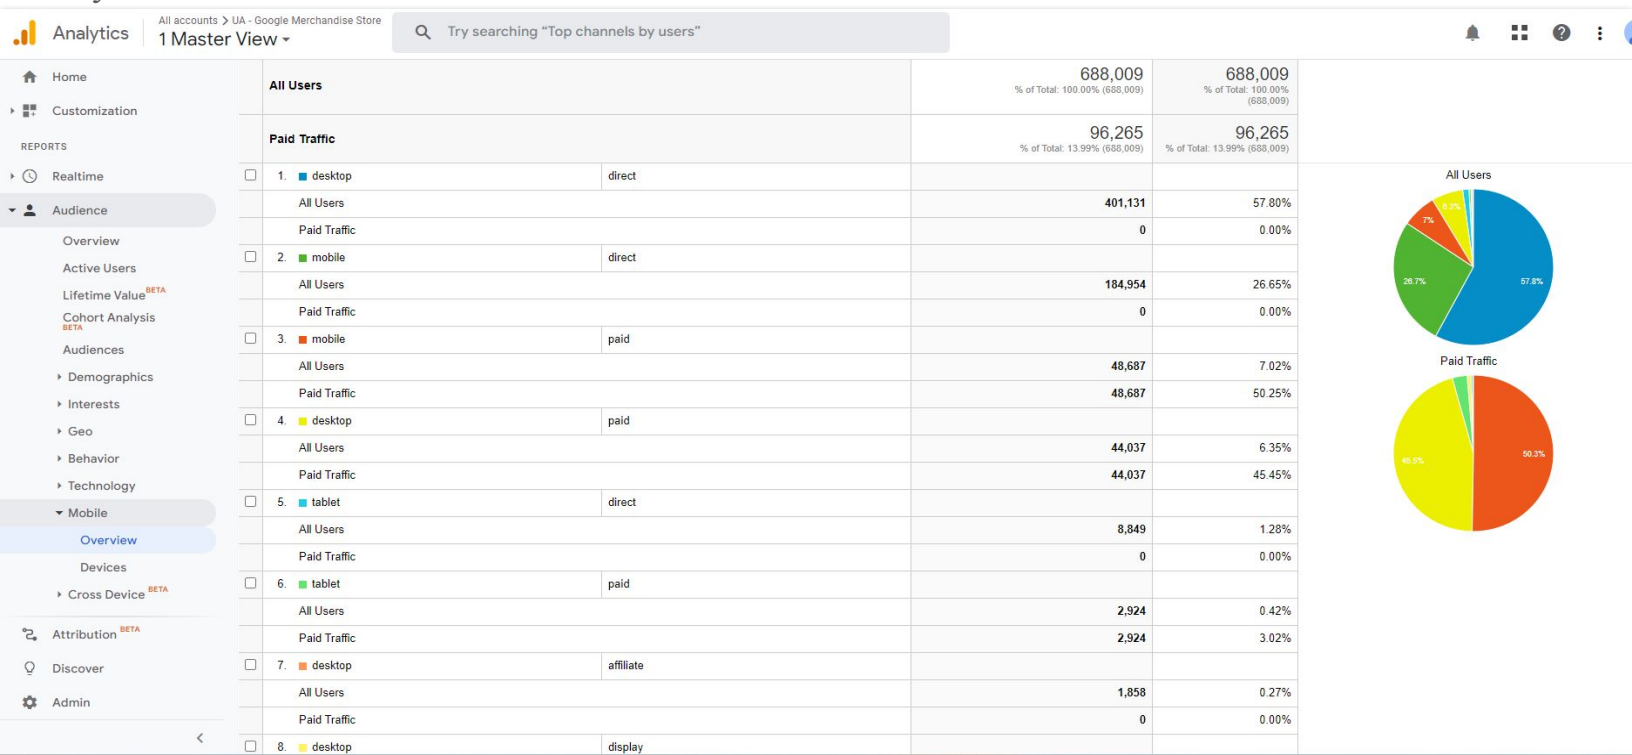 Analytics
All accounts > UA - Google Merchandise Store
1 Master View
Try searching “Top channels by users”
Home
Customization
REPORTS
Realtime
Audience
Overview
Active Users
Lifetime Value BETA
Cohort Analysis
BETA
Audiences
Demographics
Interests
Geo
Behavior
Technology
Mobile
Overview
Devices
Cross Device BETA
Attribution BETA
Discover
Admin
All Users
688,009
% of Total: 100.00% (688,009)
688,009
% of Total: 100.00%
(688,009)
Paid Traffic
96,265
% of Total: 13.99% (688,009)
96,265
% of Total: 13.99% (688,009)
1. desktop direct
All Users 401,131 57.80%
Paid Traffic 0 0.00%
2. mobile direct
All Users 184,954 26.65%
Paid Traffic 0 0.00%
3. mobile paid
All Users 48,687 7.02%
Paid Traffic 48,687 50.25%
4. desktop paid
All Users 44,037 6.35%
Paid Traffic 44,037 45.45%
5. tablet direct
All Users 8,849 1.28%
Paid Traffic 0 0.00%
6. tablet paid
All Users 2,924 0.42%
Paid Traffic 2,924 3.02%
7. desktop affiliate
All Users 1,858 0.27%
Paid Traffic 0 0.00%
8. desktop display
All Users
7%
26.7%
57.8%
Paid Traffic
50.3%